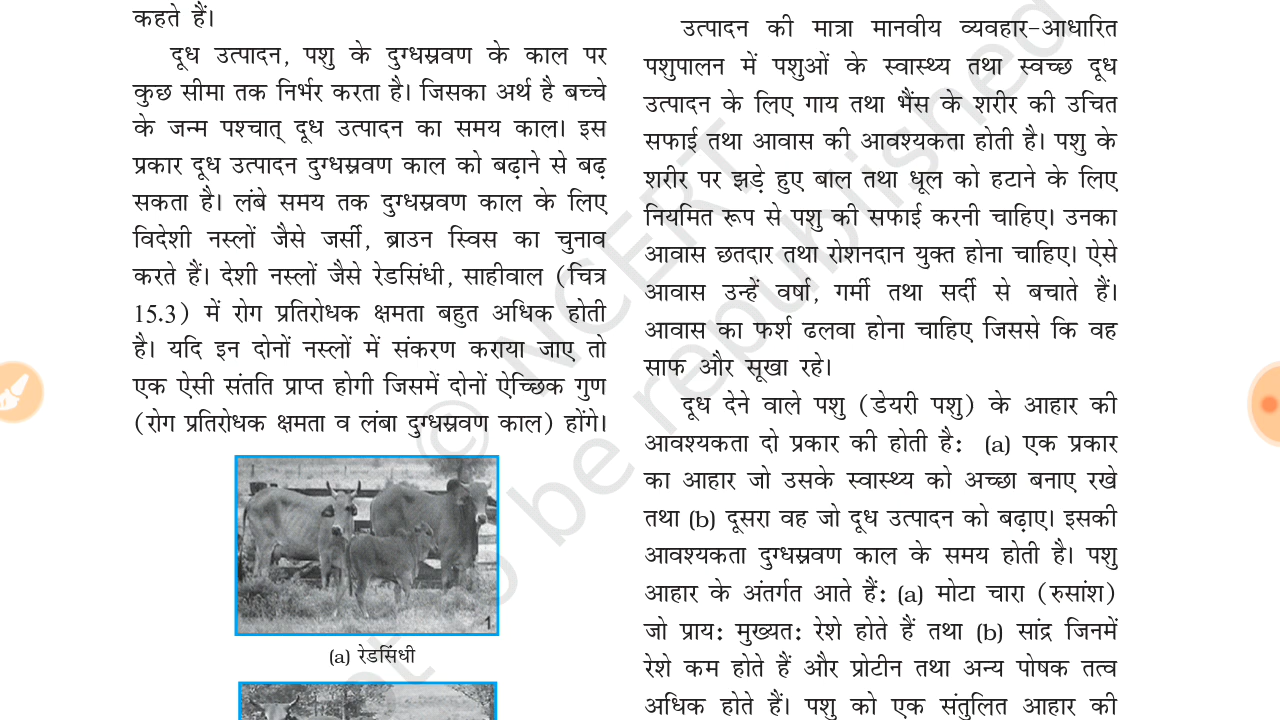 कहते हैं।
दूध उत्पादन, पशु के दुग्धस्रवण के काल पर
कुछ सीमा तक निर्भर करता है। जिसका अर्थ है बच्चे
के जन्म पश्चात् दूध उत्पादन का समय काल। इस
प्रकार दूध उत्पादन दुग्धस्रवण काल को बढ़ाने से बढ़
सकता है। लंबे समय तक दुग्धस्रवण काल के लिए
विदेशी नस्लों जैसे जर्सी, ब्राउन स्विस का चुनाव
करते हैं। देशी नस्लों जैसे रेडसिंधी, साहीवाल (चित्र
15.3) में रोग प्रतिरोधक क्षमता बहुत अधिक होती
है। यदि इन दोनों नस्लों में संकरण कराया जाए तो
एक ऐसी संतति प्राप्त होगी जिसमें दोनों ऐच्छिक गुण
(रोग प्रतिरोधक क्षमता व लंबा दुग्धस्रवण काल) होंगे।
1
(a) रेडसिंधी
उत्पादन की मात्रा मानवीय व्यवहार-आधारित
पशुपालन में पशुओं के स्वास्थ्य तथा स्वच्छ दूध
उत्पादन के लिए गाय तथा भैंस के शरीर की उचित
सफाई तथा आवास की आवश्यकता होती है। पशु के
शरीर पर झड़े हुए बाल तथा धूल को हटाने के लिए
नियमित रूप से पशु की सफाई करनी चाहिए। उनका
आवास छतदार तथा रोशनदान युक्त होना चाहिए। ऐसे
आवास उन्हें वर्षा, गर्मी तथा सर्दी से बचाते हैं।
आवास का फर्श ढलवा होना चाहिए जिससे कि वह
साफ और सूखा रहे।
दूध देने वाले पशु (डेयरी पशु) के आहार की
आवश्यकता दो प्रकार की होती है: (a) एक प्रकार
का आहार जो उसके स्वास्थ्य को अच्छा बनाए रखे
तथा (b) दूसरा वह जो दूध उत्पादन को बढ़ाए। इसकी
आवश्यकता दुग्धस्रवण काल के समय होती है। पशु
आहार के अंतर्गत आते हैं: (a) मोटा चारा (रुसांश)
जो प्राय: मुख्यत: रेशे होते हैं तथा (b) सांद्र जिनमें
रेशे कम होते हैं और प्रोटीन तथा अन्य पोषक तत्व
अधिक होते हैं। पशु को एक संतुलित आहार की
© NCERT
not to be republished